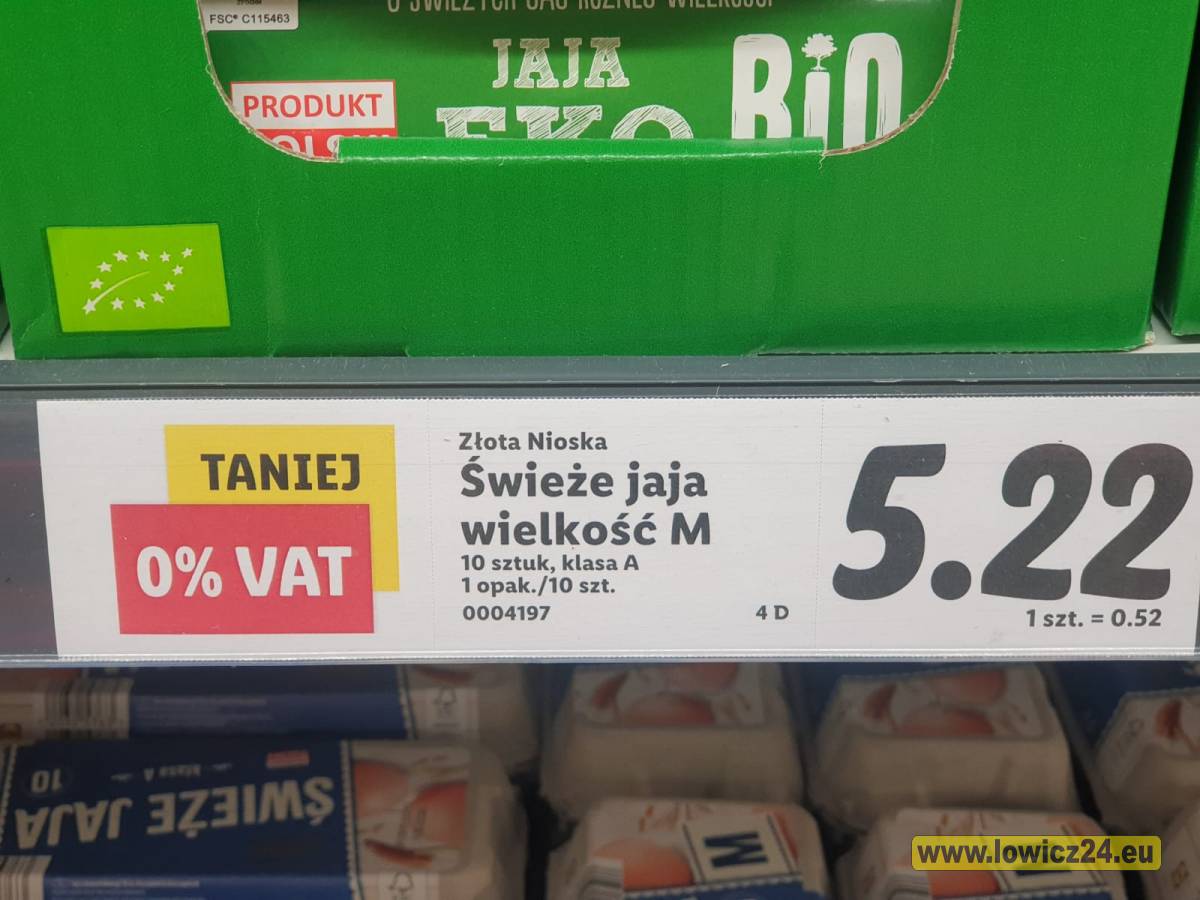 FSC® C115463
JAJA
BIO
PRODUKT
TANIEJ
0% VAT
Złota Nioska
Świeże jaja
wielkość M
10 sztuk, klasa A
1 opak./10 szt.
0004197
4 D
5.22
1 szt. = 0.52
10
klasa A
ŚWIEŻE JAJA
M
www.lowicz24.eu